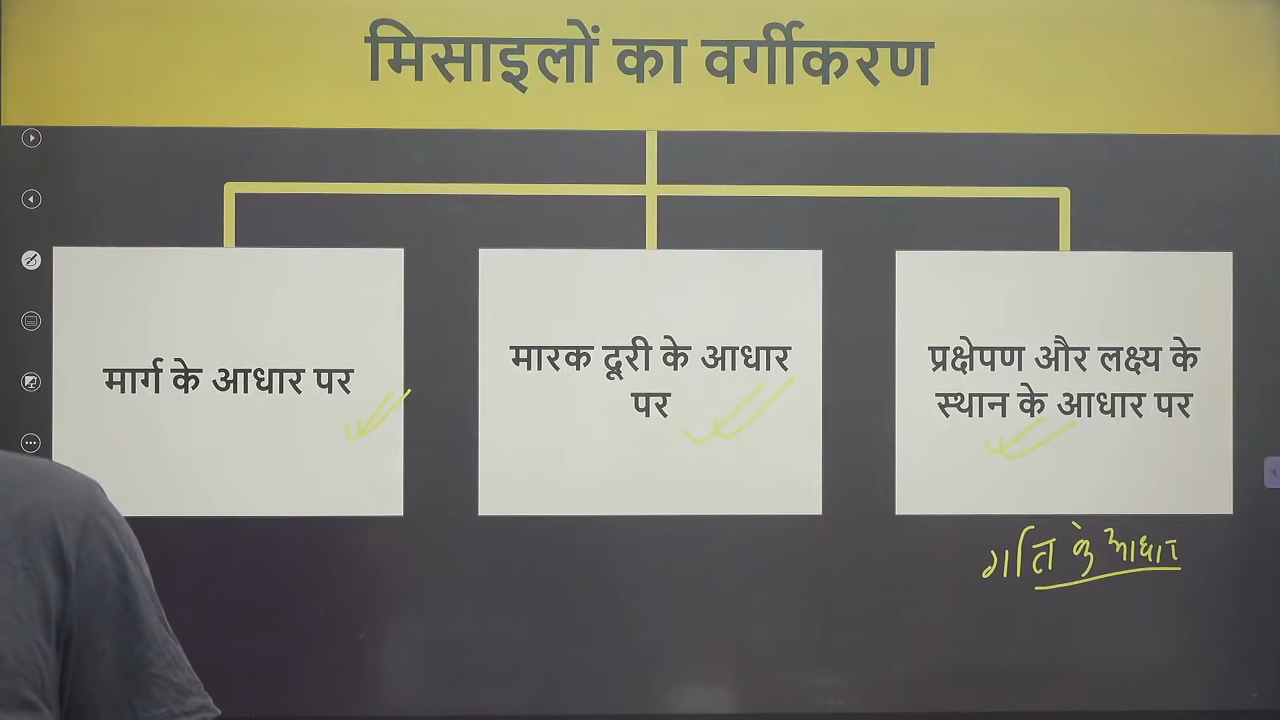 मिसाइलों का वर्गीकरण
मार्ग के आधार पर
मारक दूरी के आधार
पर
प्रक्षेपण और लक्ष्य के
स्थान के आधार पर
गति के आधार